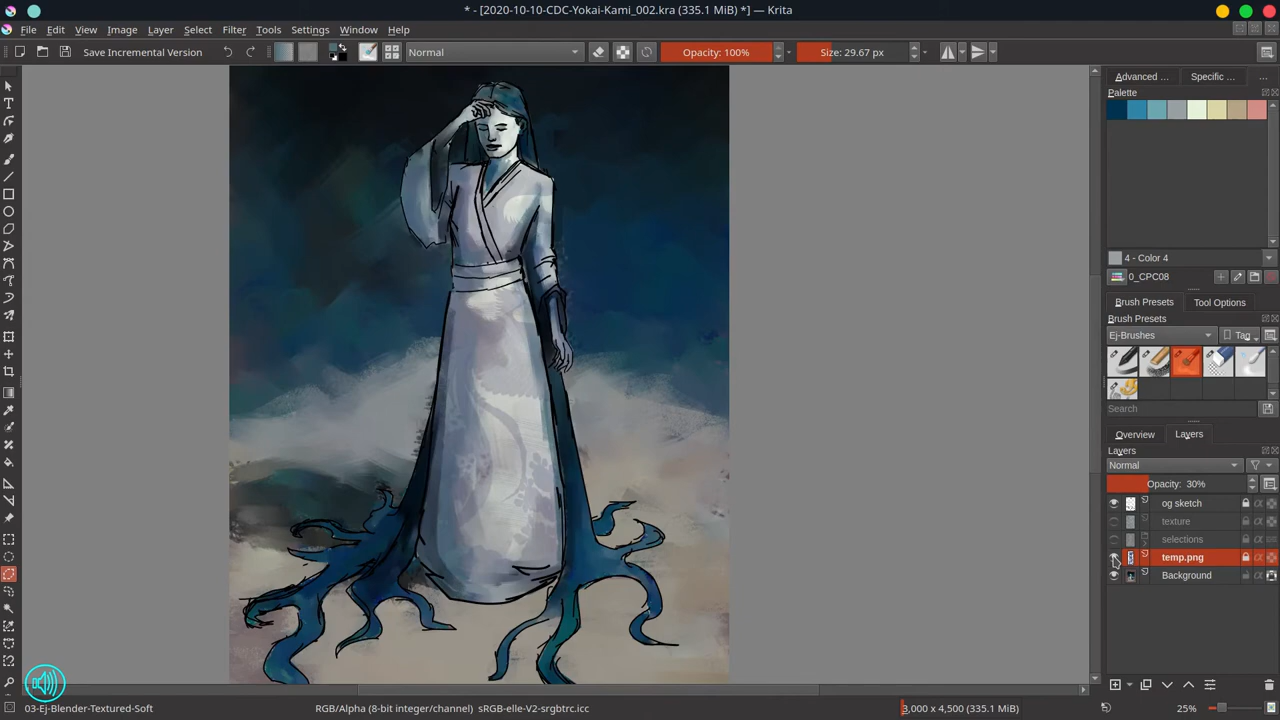 * - [2020-10-10-CDC-Yokai-Kami_002.kra (335.1 MiB) *] — Krita
File Edit View Image Layer Select Filter Tools Settings Window Help
Save Incremental Version Normal Opacity: 100% Size: 29.67 px
Advanced ... Specific ... ...
Palette
4 - Color 4
0_CPC08
Brush Presets Tool Options
Brush Presets
Ej-Brushes Tag
Search
Overview Layers
Layers
Normal
Opacity: 30%
og sketch
texture
selections
temp.png
Background
03-Ej-Blender-Textured-Soft RGB/Alpha (8-bit integer/channel) sRGB-elle-V2-srgbtrc.icc 3,000 x 4,500 (335.1 MiB) 25%